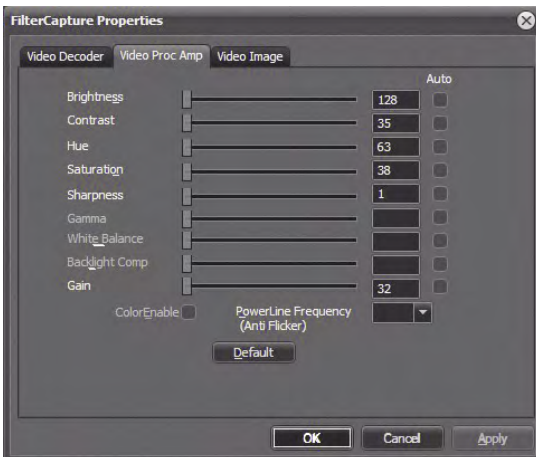 FilterCapture Properties
Video Decoder Video Proc Amp Video Image
Auto
Brightness 128
Contrast 35
Hue 63
Saturation 38
Sharpness 1
Gamma
White Balance
Backlight Comp
Gain 32
ColorEnable PowerLine Frequency
(Anti Flicker)
Default
OK Cancel Apply